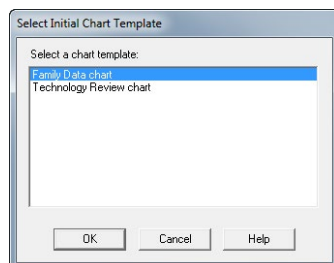 Select Initial Chart Template
Select a chart template:
Family Data chart
Technology Review chart
OK Cancel Help